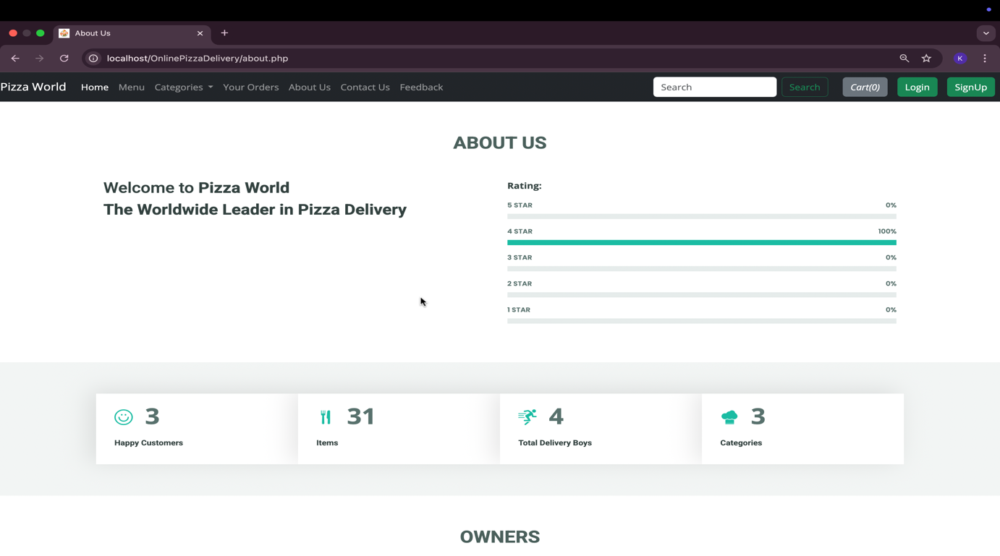 About Us
localhost/OnlinePizzaDelivery/about.php
K
Pizza World Home Menu Categories Your Orders About Us Contact Us Feedback Search Search Cart(0) Login SignUp
ABOUT US
Welcome to Pizza World
The Worldwide Leader in Pizza Delivery
Rating:
5 STAR 0%
4 STAR 100%
3 STAR 0%
2 STAR 0%
1 STAR 0%
3
Happy Customers
31
Items
4
Total Delivery Boys
3
Categories
OWNERS